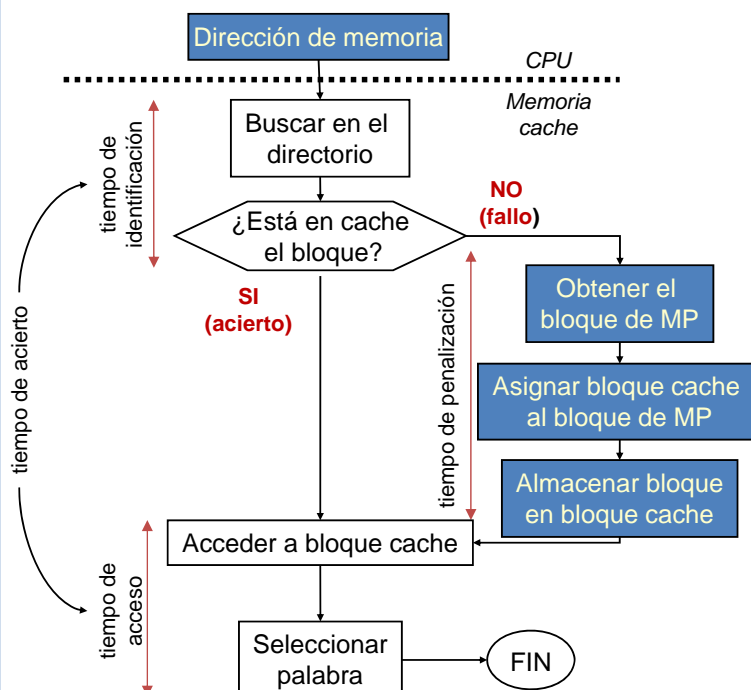 Dirección de memoria
CPU
Memoria
cache
Buscar en el
directorio
tiempo de
identificación
¿Está en cache
el bloque?
NO
(fallo)
SI
(acierto)
Obtener el
bloque de MP
tiempo de penalización
tiempo de acierto
Asignar bloque cache
al bloque de MP
Almacenar bloque
en bloque cache
Acceder a bloque cache
tiempo de
acceso
Seleccionar
palabra
FIN